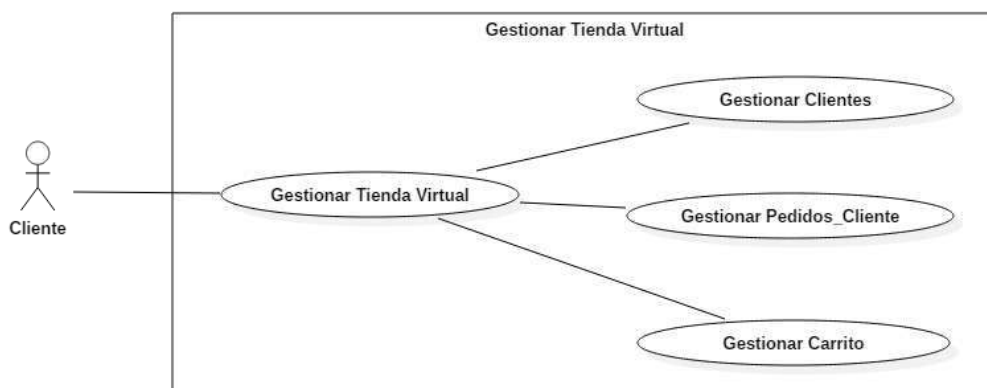 Gestionar Tienda Virtual
Gestionar Clientes
Gestionar Tienda Virtual
Gestionar Pedidos_Cliente
Cliente
Gestionar Carrito